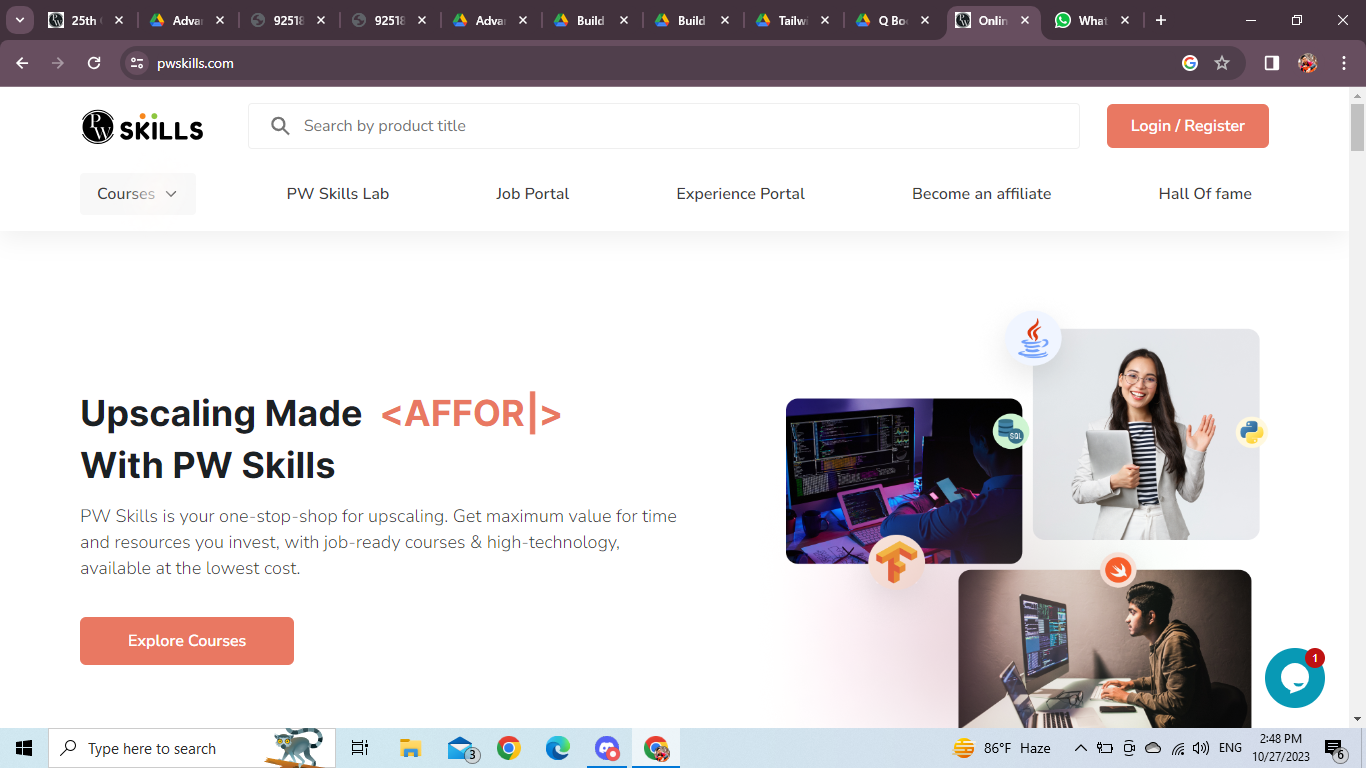 25th
Advan
92518
92518
Advan
Build
Build
Tailwi
Q Bo
Onlin
What
pwskills.com
PW SKILLS
Search by product title
Login / Register
Courses
PW Skills Lab
Job Portal
Experience Portal
Become an affiliate
Hall Of fame
Upscaling Made <AFFOR|>
With PW Skills
PW Skills is your one-stop-shop for upscaling. Get maximum value for time
and resources you invest, with job-ready courses & high-technology,
available at the lowest cost.
Explore Courses
SQL
1
Type here to search
3
86°F Haze
ENG
2:48 PM
10/27/2023
6